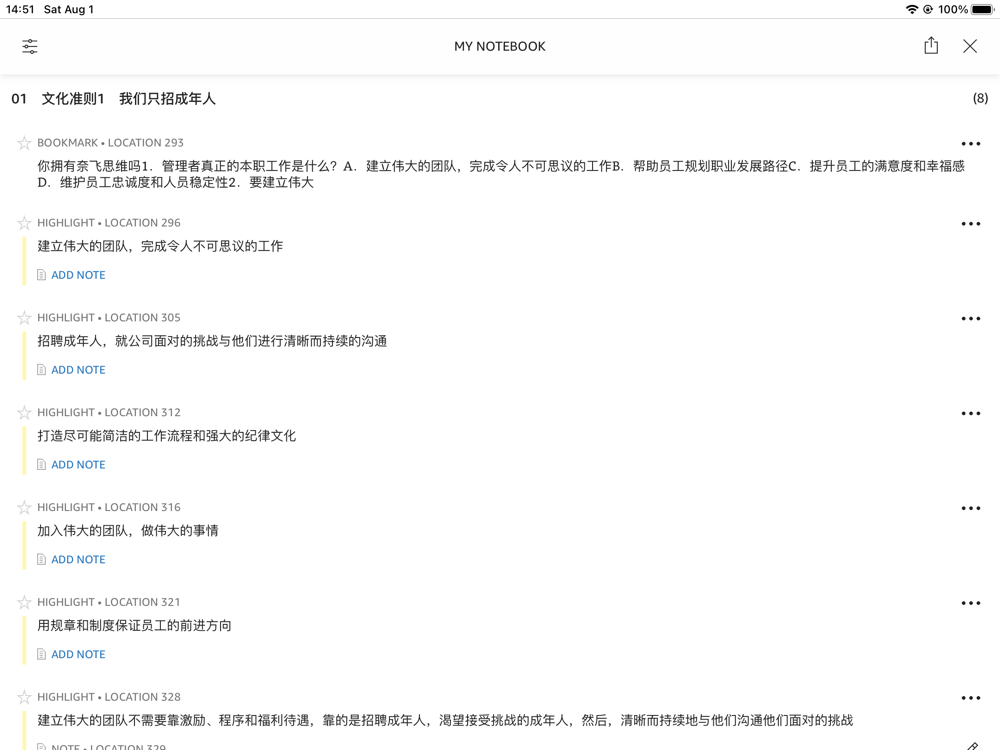 14:51 Sat Aug 1 100%
MY NOTEBOOK
01 文化准则1 我们只招成年人 (8)
BOOKMARK • LOCATION 293
你拥有奈飞思维吗1．管理者真正的本职工作是什么？A．建立伟大的团队，完成令人不可思议的工作B．帮助员工规划职业发展路径C．提升员工的满意度和幸福感
D．维护员工忠诚度和人员稳定性2．要建立伟大
HIGHLIGHT • LOCATION 296
建立伟大的团队，完成令人不可思议的工作
ADD NOTE
HIGHLIGHT • LOCATION 305
招聘成年人，就公司面对的挑战与他们进行清晰而持续的沟通
ADD NOTE
HIGHLIGHT • LOCATION 312
打造尽可能简洁的工作流程和强大的纪律文化
ADD NOTE
HIGHLIGHT • LOCATION 316
加入伟大的团队，做伟大的事情
ADD NOTE
HIGHLIGHT • LOCATION 321
用规章和制度保证员工的前进方向
ADD NOTE
HIGHLIGHT • LOCATION 328
建立伟大的团队不需要靠激励、程序和福利待遇，靠的是招聘成年人，渴望接受挑战的成年人，然后，清晰而持续地与他们沟通他们面对的挑战
NOTE • LOCATION 329